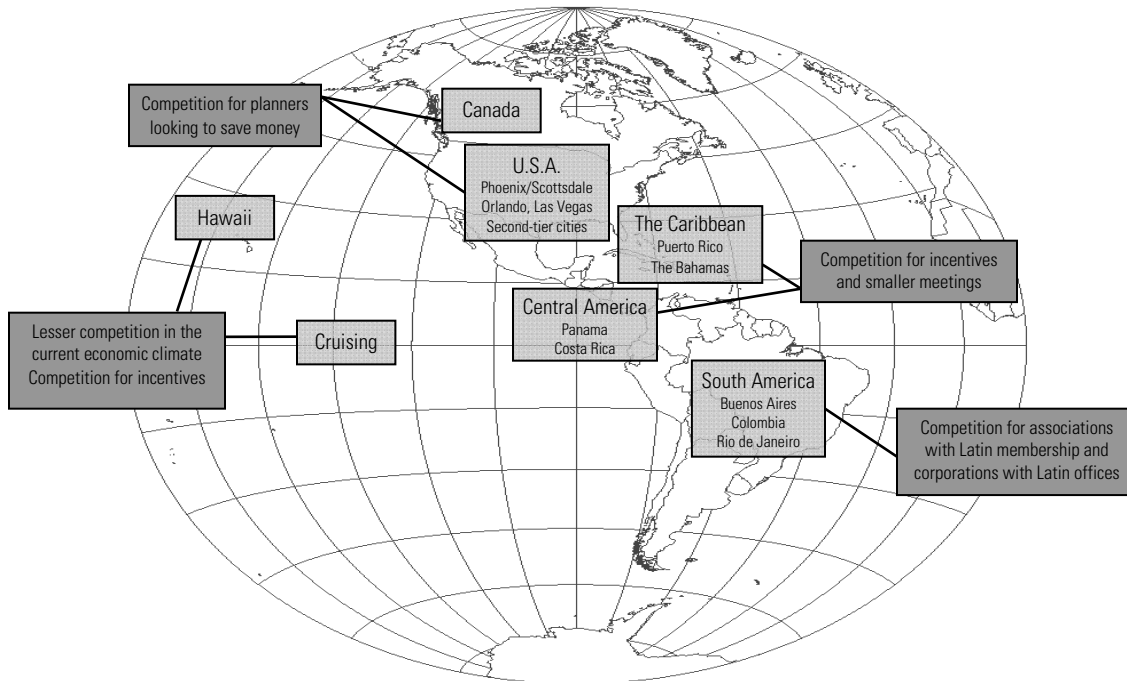 Competition for planners
looking to save money
Canada
U.S.A.
Phoenix/Scottsdale
Orlando, Las Vegas
Second-tier cities
Hawaii
The Caribbean
Puerto Rico
The Bahamas
Competition for incentives
and smaller meetings
Central America
Panama
Costa Rica
Lesser competition in the
current economic climate
Competition for incentives
Cruising
South America
Buenos Aires
Colombia
Rio de Janeiro
Competition for associations
with Latin membership and
corporations with Latin offices